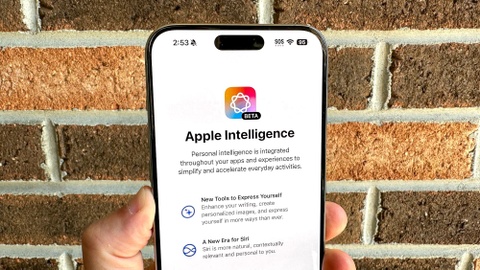 2:53 SOS 95
BETA
Apple Intelligence
Personal intelligence is integrated
throughout your apps and experiences to
simplify and accelerate everyday activities.
New Tools to Express Yourself
Enhance your writing, create
personalized images, and express
yourself in more ways than ever.
A New Era for Siri
Siri is more natural, contextually
relevant and personal to you.